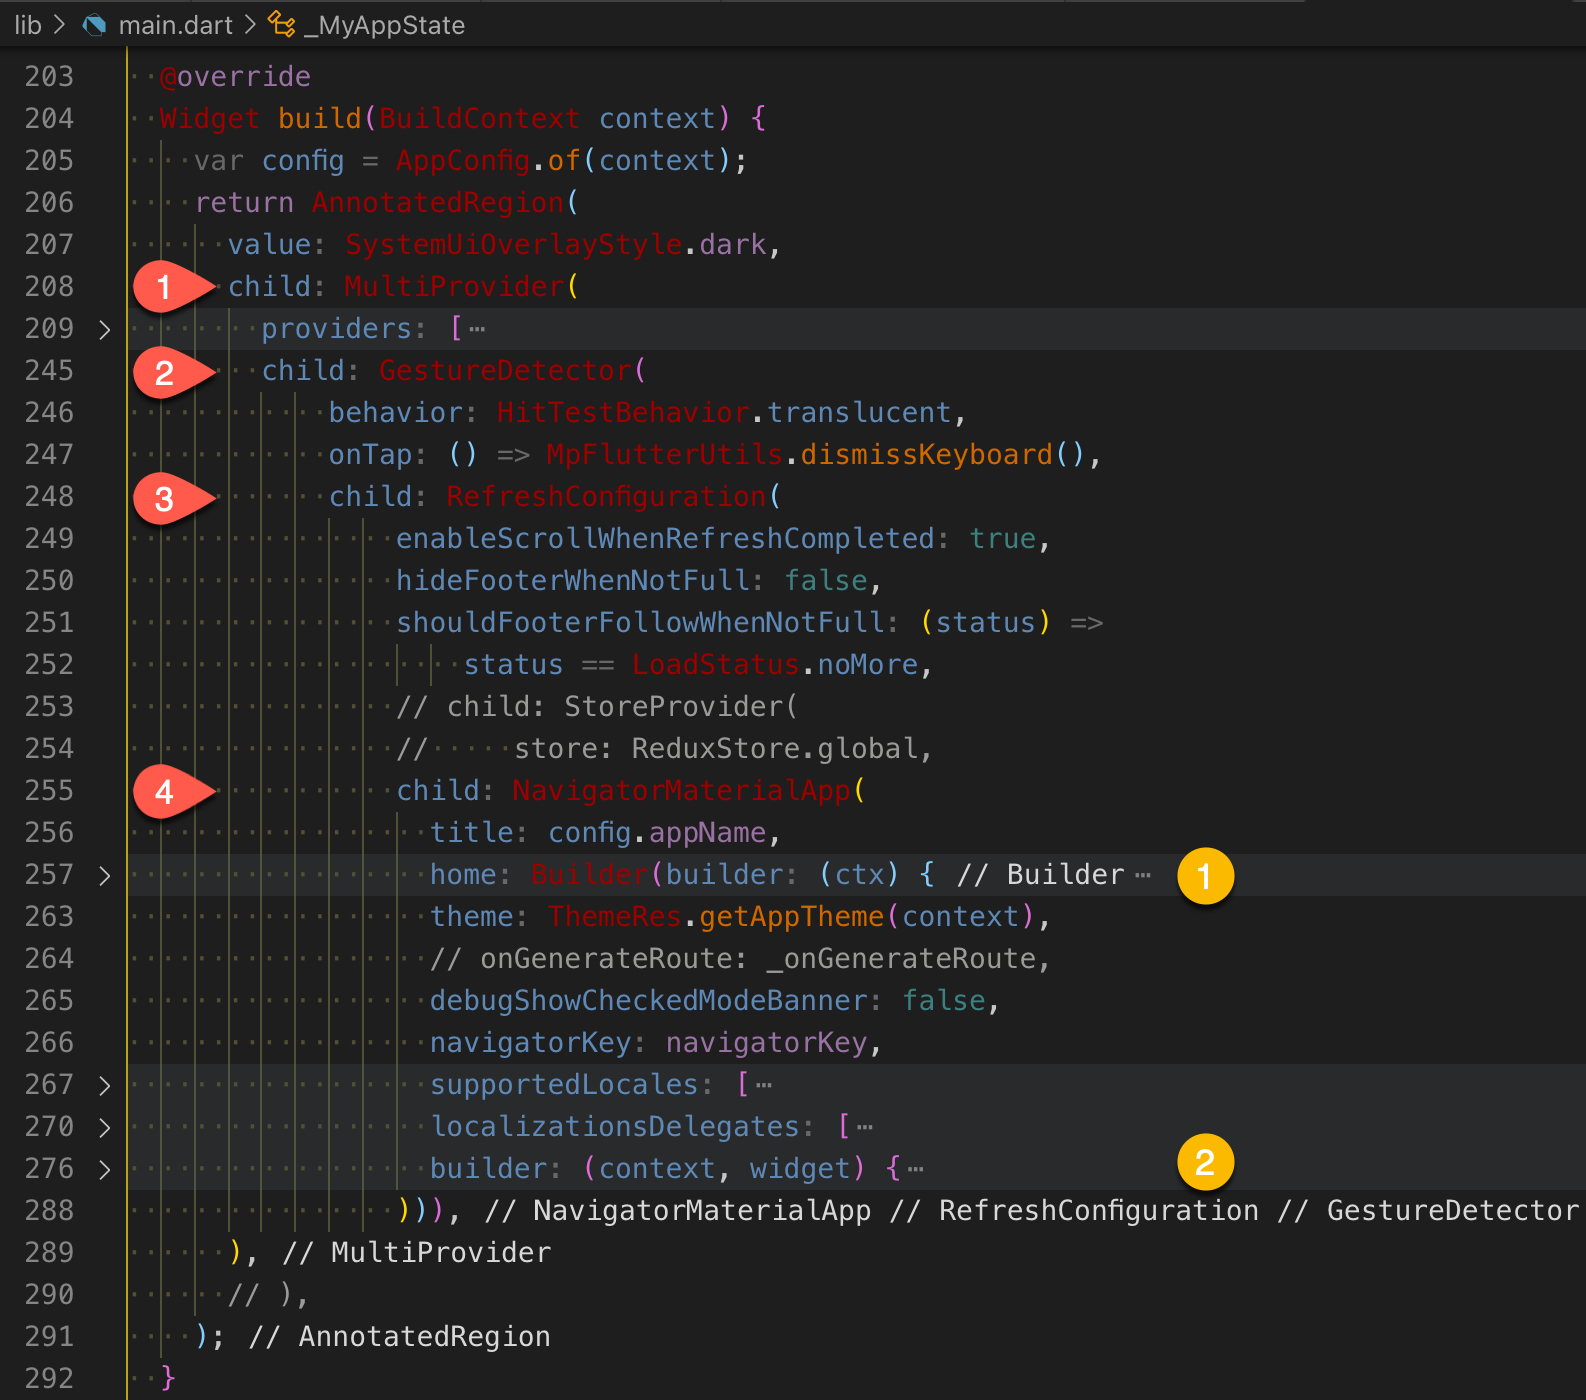 lib > main.dart > _MyAppState
203 @override
204 Widget build(BuildContext context) {
205 var config = AppConfig.of(context);
206 return AnnotatedRegion(
207 value: SystemUiOverlayStyle.dark,
1 208 child: MultiProvider(
209 > providers: [⋯
2 245 child: GestureDetector(
246 behavior: HitTestBehavior.translucent,
247 onTap: () => MpFlutterUtils.dismissKeyboard(),
3 248 child: RefreshConfiguration(
249 enableScrollWhenRefreshCompleted: true,
250 hideFooterWhenNotFull: false,
251 shouldFooterFollowWhenNotFull: (status) =>
252 status == LoadStatus.noMore,
253 // child: StoreProvider(
254 //     store: ReduxStore.global,
4 255 child: NavigatorMaterialApp(
256 title: config.appName,
257 > home: Builder(builder: (ctx) { // Builder⋯ 1
263 theme: ThemeRes.getAppTheme(context),
264 // onGenerateRoute: _onGenerateRoute,
265 debugShowCheckedModeBanner: false,
266 navigatorKey: navigatorKey,
267 > supportedLocales: [⋯
270 > localizationsDelegates: [⋯
276 > builder: (context, widget) {⋯ 2
288 ))), // NavigatorMaterialApp // RefreshConfiguration // GestureDetector
289 ), // MultiProvider
290 // ),
291 ); // AnnotatedRegion
292 }